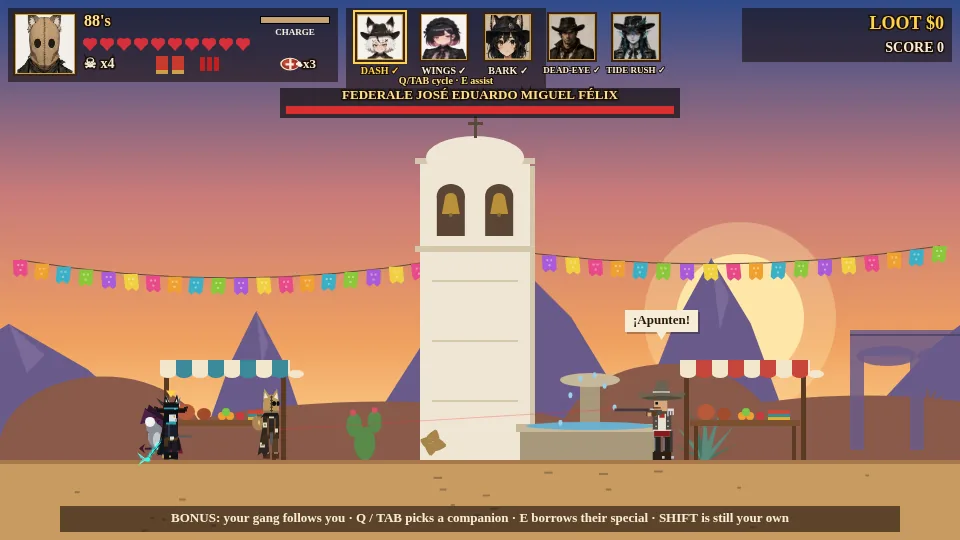 88's
CHARGE
☠ x4
x3
DASH ✓
WINGS ✓
BARK ✓
DEAD-EYE ✓
TIDE RUSH ✓
Q/TAB cycle · E assist
LOOT $0
SCORE 0
FEDERALE JOSÉ EDUARDO MIGUEL FÉLIX
¡Apunten!
BONUS: your gang follows you · Q / TAB picks a companion · E borrows their special · SHIFT is still your own